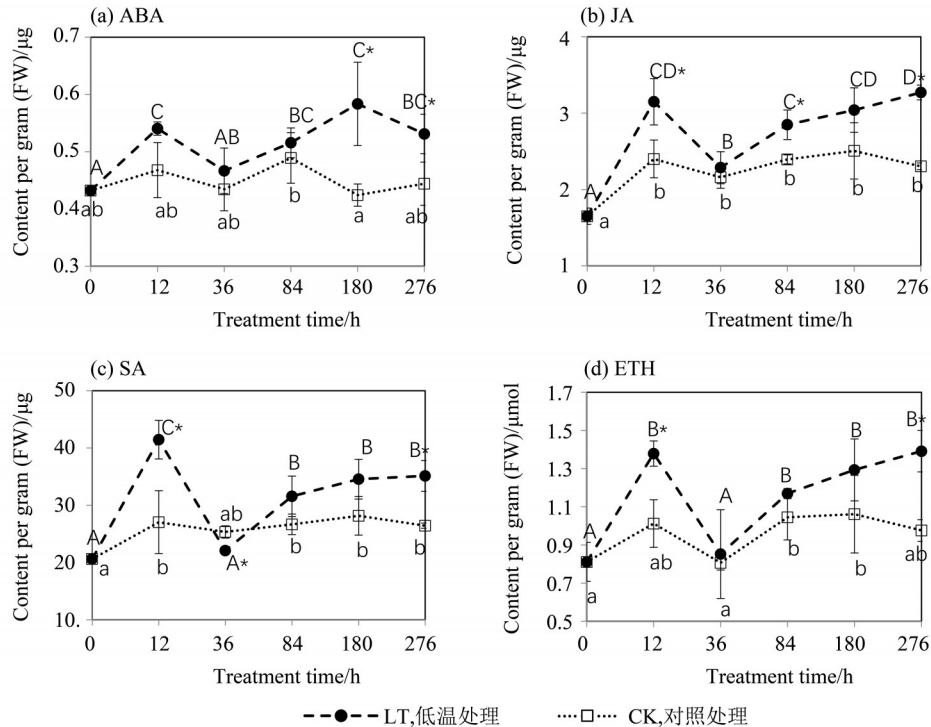 (a) ABA
Content per gram (FW)/μg
0.7
0.6
0.5
0.4
0.3
A
C
AB
BC
C*
BC*
ab
ab
ab
b
a
ab
0
12
36
84
180
276
Treatment time/h
(b) JA
Content per gram (FW)/μg
4
3
2
1
A
CD*
B
C*
CD
D*
a
b
b
b
b
b
0
12
36
84
180
276
Treatment time/h
(c) SA
Content per gram (FW)/μg
50
40
30
20
10.
A
C*
ab
B
B
B*
a
b
A*
b
b
b
0
12
36
84
180
276
Treatment time/h
(d) ETH
Content per gram (FW)/μmol
1.7
1.5
1.3
1.1
0.9
0.7
0.5
A
B*
A
B
B
B*
a
ab
a
b
b
ab
0
12
36
84
180
276
Treatment time/h
LT,低温处理
CK,对照处理